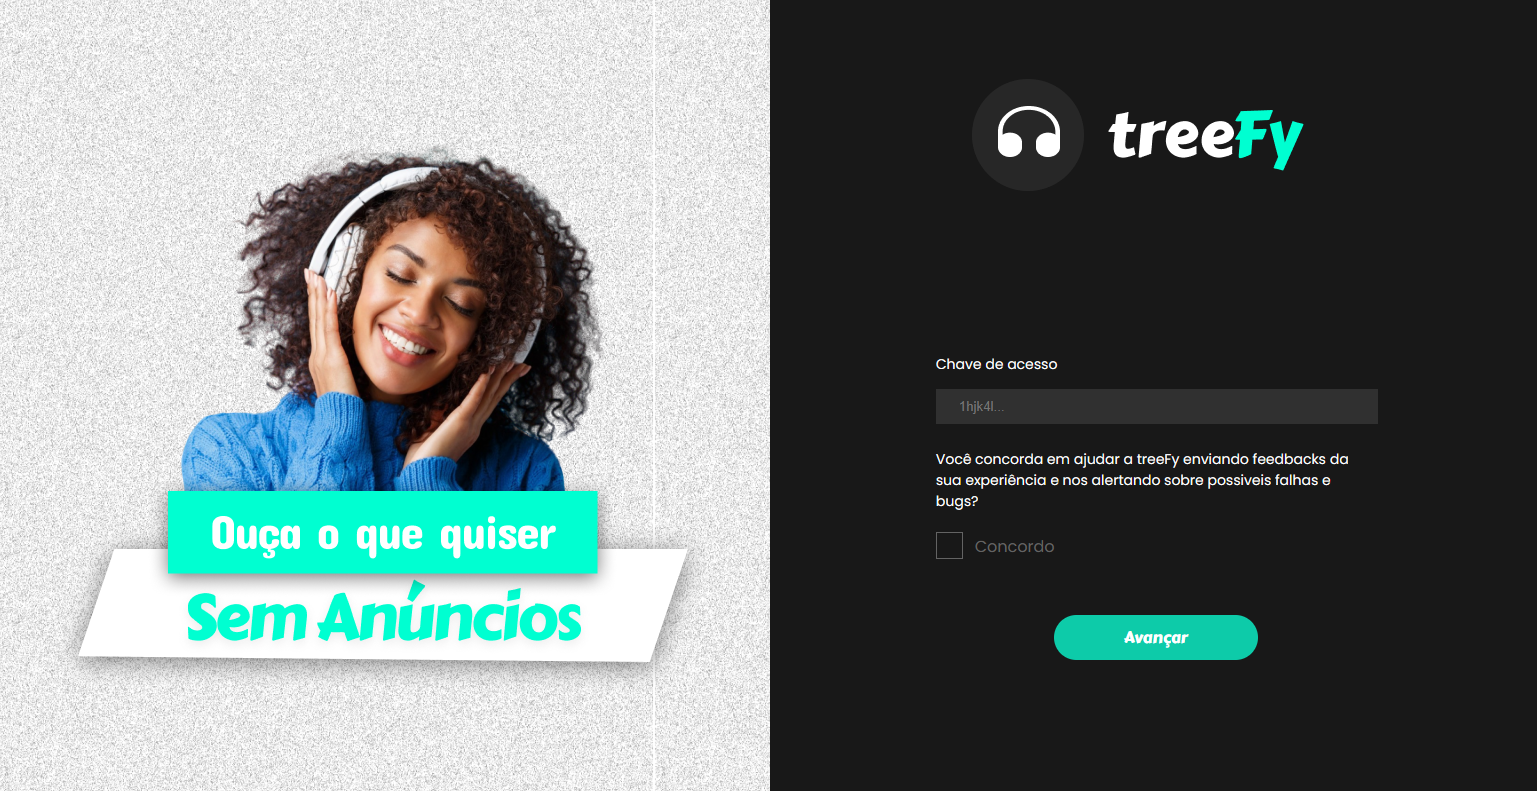 Ouça o que quiser
Sem Anúncios
treeFy
Chave de acesso
1hjk4l...
Você concorda em ajudar a treeFy enviando feedbacks da
sua experiência e nos alertando sobre possiveis falhas e
bugs?
Concordo
Avançar